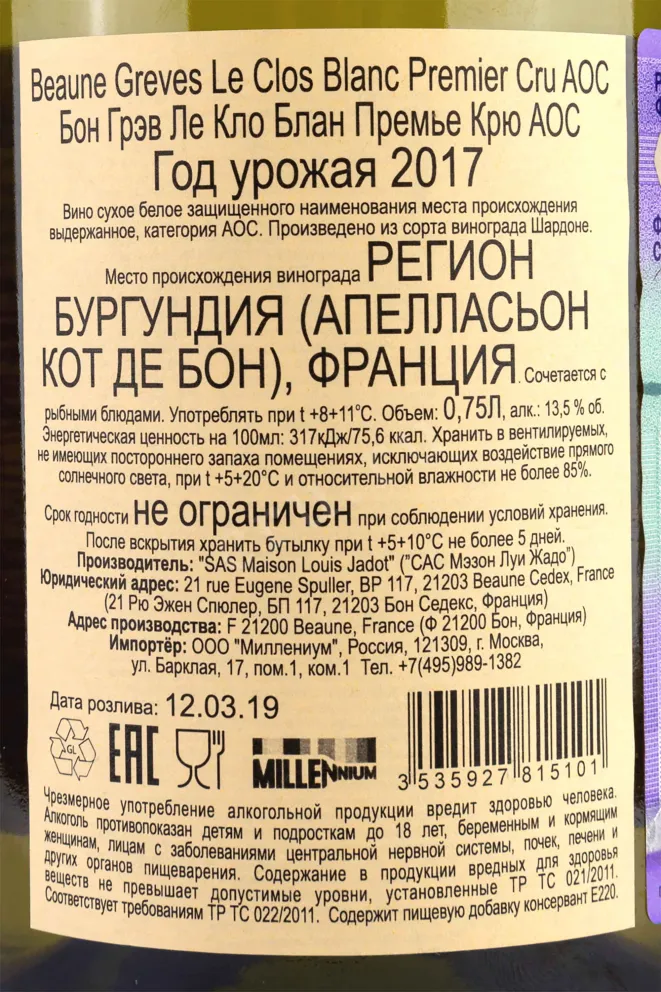 Beaune Greves Le Clos Blanc Premier Cru AOC
Бон Грэв Ле Кло Блан Премье Крю АОС
Год урожая 2017
Вино сухое белое защищенного наименования места происхождения
выдержанное, категория АОС. Произведено из сорта винограда Шардоне.
Место происхождения винограда РЕГИОН
БУРГУНДИЯ (АПЕЛЛАСЬОН
КОТ ДЕ БОН), ФРАНЦИЯ. Сочетается с
рыбными блюдами. Употреблять при t +8+11°С. Объем: 0,75Л, алк.: 13,5 % об.
Энергетическая ценность на 100мл: 317кДж/75,6 ккал. Хранить в вентилируемых,
не имеющих постороннего запаха помещениях, исключающих воздействие прямого
солнечного света, при t +5+20°С и относительной влажности не более 85%.
Срок годности не ограничен при соблюдении условий хранения.
После вскрытия хранить бутылку при t +5+10°С не более 5 дней.
Производитель: "SAS Maison Louis Jadot" ("САС Мэзон Луи Жадо")
Юридический адрес: 21 rue Eugene Spuller, BP 117, 21203 Beaune Cedex, France
(21 Рю Эжен Спюлер, БП 117, 21203 Бон Седекс, Франция)
Адрес производства: F 21200 Beaune, France (Ф 21200 Бон, Франция)
Импортёр: ООО "Миллениум", Россия, 121309, г. Москва,
ул. Барклая, 17, пом.1, ком.1 Тел. +7(495)989-1382
Дата розлива: 12.03.19
GL
EAC
MILLENNIUM
3 535927 815101
Чрезмерное употребление алкогольной продукции вредит здоровью человека.
Алкоголь противопоказан детям и подросткам до 18 лет, беременным и кормящим
женщинам, лицам с заболеваниями центральной нервной системы, почек, печени и
других органов пищеварения. Содержание в продукции вредных для здоровья
веществ не превышает допустимые уровни, установленные ТР ТС 021/2011.
Соответствует требованиям ТР ТС 022/2011. Содержит пищевую добавку консервант Е220.